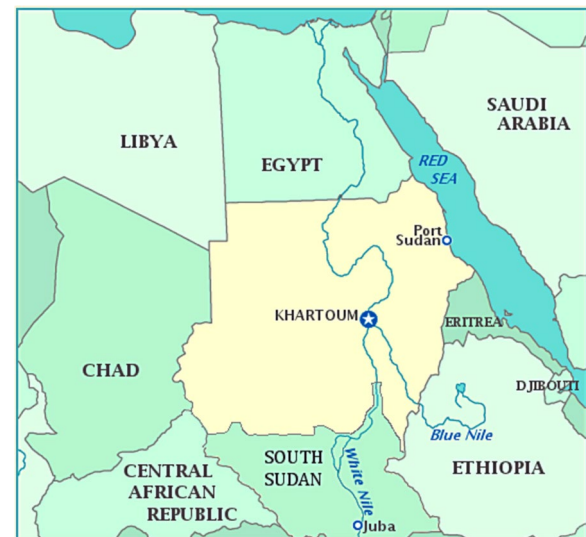 SAUDI
ARABIA
LIBYA
EGYPT
RED
SEA
Port
Sudan
KHARTOUM
ERITREA
CHAD
DJIBOUTI
Blue Nile
SOUTH
SUDAN
White Nile
ETHIOPIA
CENTRAL
AFRICAN
REPUBLIC
Juba